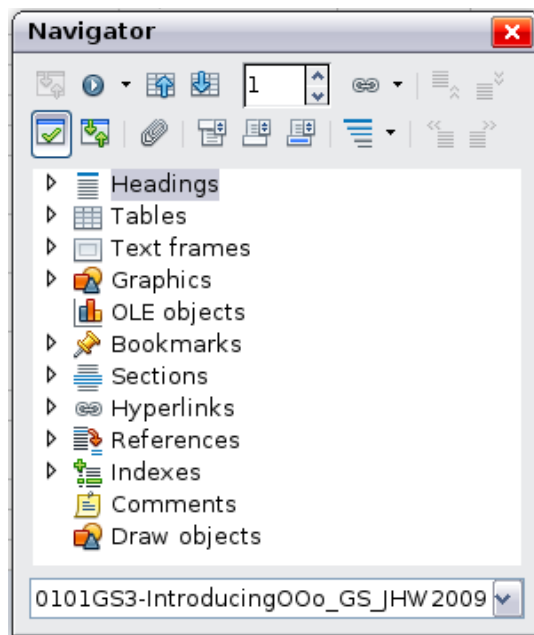 Navigator
1
Headings
Tables
Text frames
Graphics
OLE objects
Bookmarks
Sections
Hyperlinks
References
Indexes
Comments
Draw objects
0101GS3-IntroducingOOo_GS_JHW2009